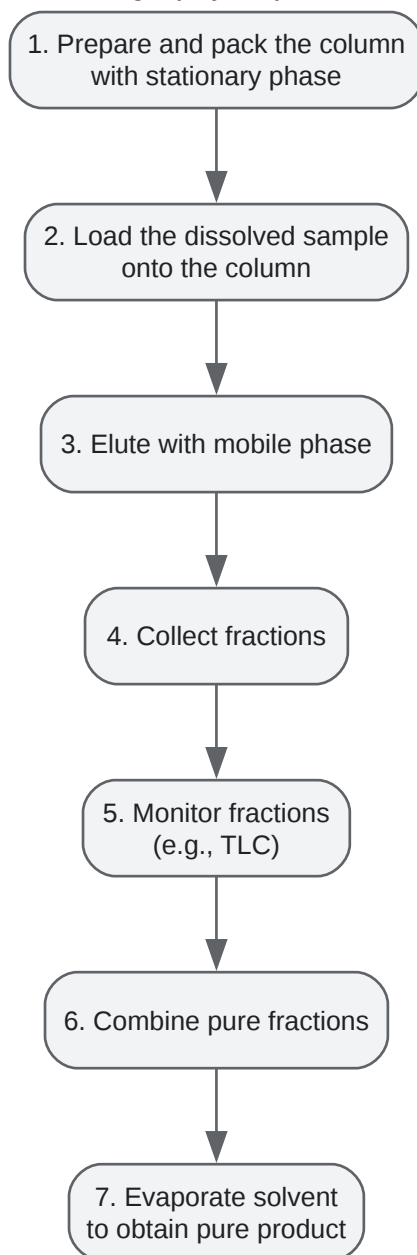 1. Prepare and pack the column
with stationary phase
2. Load the dissolved sample
onto the column
3. Elute with mobile phase
4. Collect fractions
5. Monitor fractions
(e.g., TLC)
6. Combine pure fractions
7. Evaporate solvent
to obtain pure product